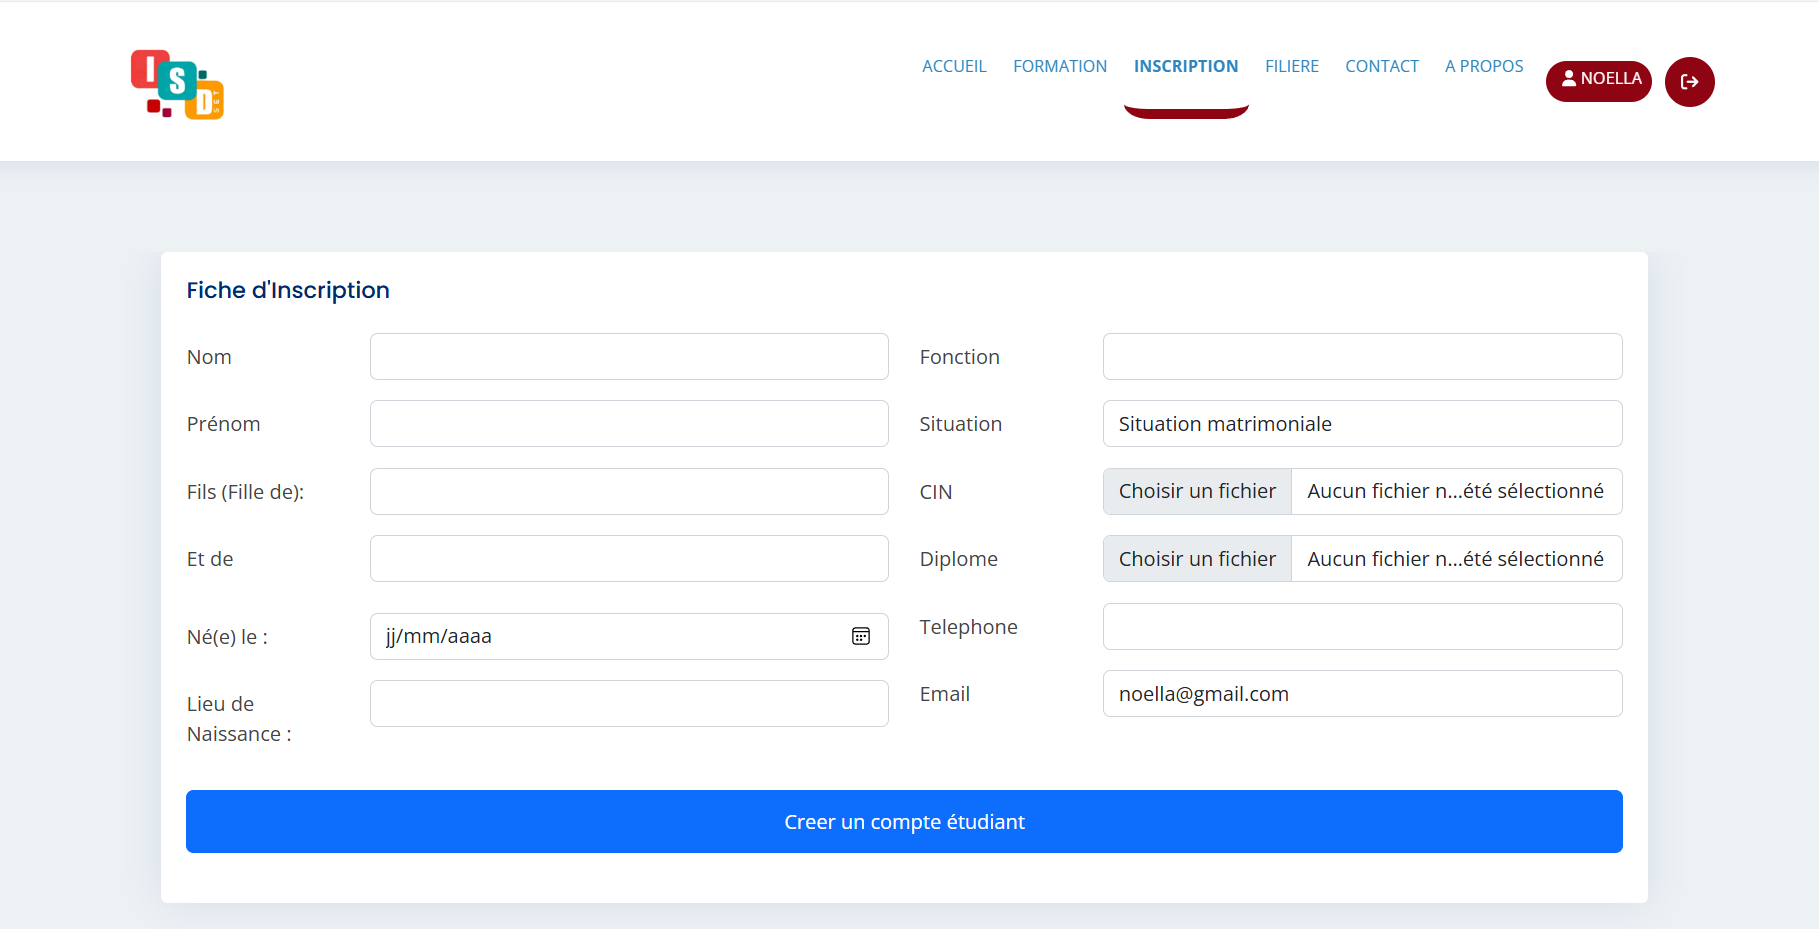 I
S
D
SET
ACCUEIL FORMATION INSCRIPTION FILIERE CONTACT A PROPOS NOELLA
Fiche d'Inscription
Nom
Prénom
Fils (Fille de):
Et de
Né(e) le : jj/mm/aaaa
Lieu de
Naissance :
Fonction
Situation Situation matrimoniale
CIN Choisir un fichier Aucun fichier n...été sélectionné
Diplome Choisir un fichier Aucun fichier n...été sélectionné
Telephone
Email noella@gmail.com
Creer un compte étudiant